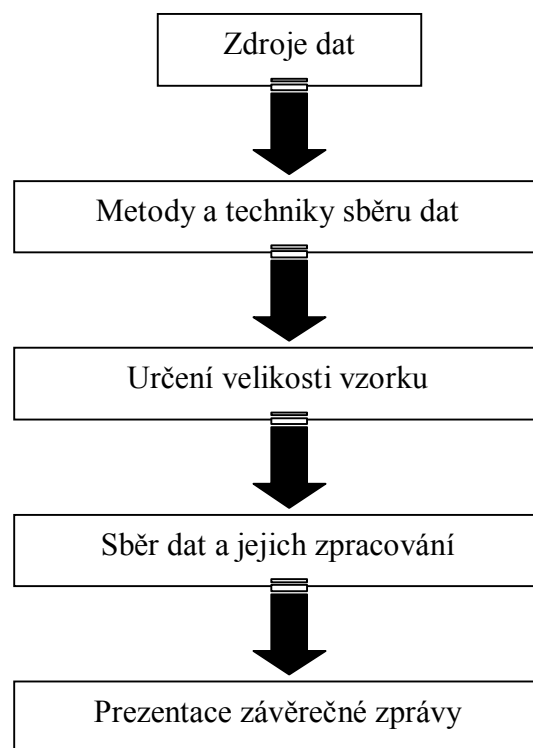 Zdroje dat
Metody a techniky sběru dat
Určení velikosti vzorku
Sběr dat a jejich zpracování
Prezentace závěrečné zprávy